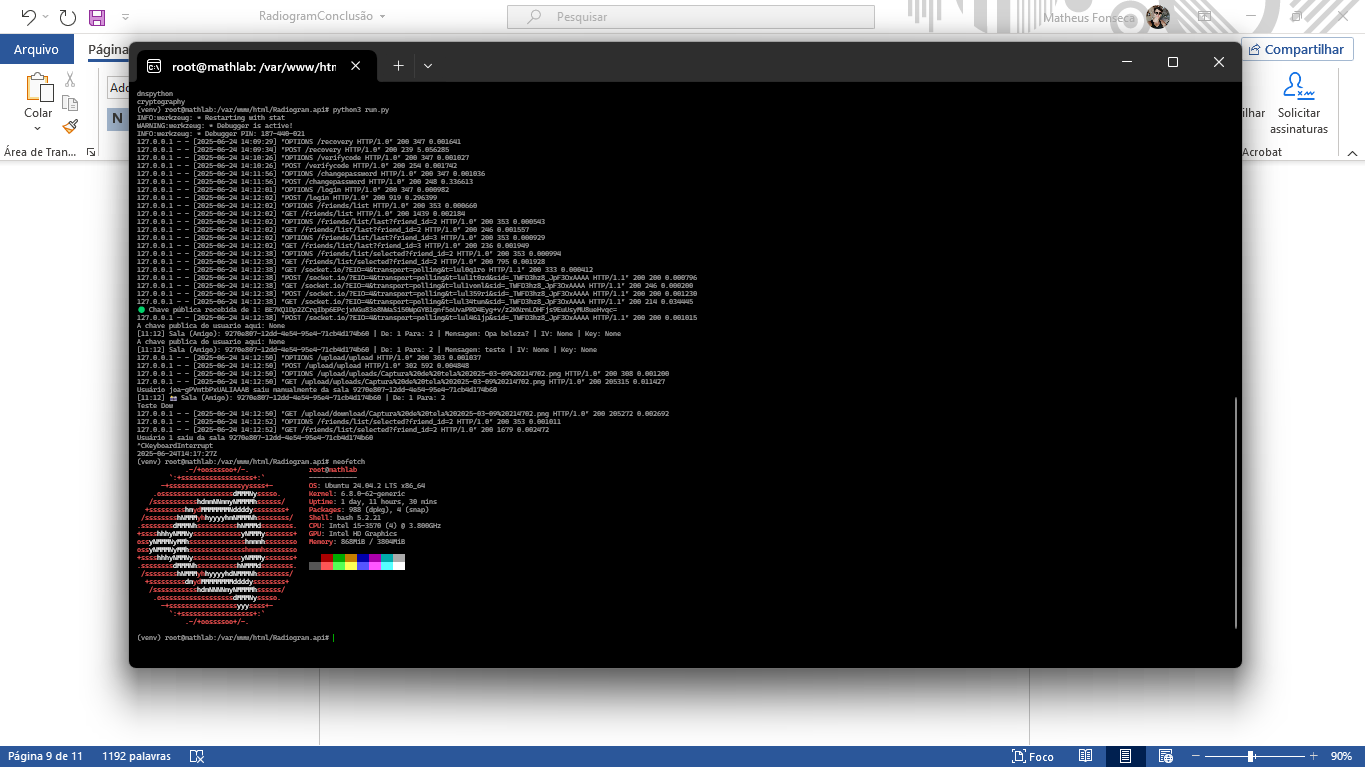 RadiogramConclusão
Pesquisar
Matheus Fonseca
Arquivo
Página
Compartilhar
root@mathlab: /var/www/htm
Colar
Área de Tran...
N
Solicitar
assinaturas
ilhar
Acrobat
dnspython
cryptography
(venv) root@mathlab:/var/www/html/Radiogram.api# python3 run.py
INFO:werkzeug: * Restarting with stat
WARNING:werkzeug: * Debugger is active!
INFO:werkzeug: * Debugger PIN: 187-440-021
127.0.0.1 - - [2025-06-24 14:09:29] "OPTIONS /recovery HTTP/1.0" 200 347 0.001641
127.0.0.1 - - [2025-06-24 14:09:34] "POST /recovery HTTP/1.0" 200 239 5.056285
127.0.0.1 - - [2025-06-24 14:10:26] "OPTIONS /verifycode HTTP/1.0" 200 347 0.001027
127.0.0.1 - - [2025-06-24 14:10:26] "POST /verifycode HTTP/1.0" 200 254 0.001742
127.0.0.1 - - [2025-06-24 14:11:56] "OPTIONS /changepassword HTTP/1.0" 200 347 0.001036
127.0.0.1 - - [2025-06-24 14:11:56] "POST /changepassword HTTP/1.0" 200 248 0.336613
127.0.0.1 - - [2025-06-24 14:12:01] "OPTIONS /login HTTP/1.0" 200 347 0.000982
127.0.0.1 - - [2025-06-24 14:12:02] "POST /login HTTP/1.0" 200 919 0.296399
127.0.0.1 - - [2025-06-24 14:12:02] "OPTIONS /friends/list HTTP/1.0" 200 353 0.000660
127.0.0.1 - - [2025-06-24 14:12:02] "GET /friends/list HTTP/1.0" 200 1439 0.002184
127.0.0.1 - - [2025-06-24 14:12:02] "OPTIONS /friends/list/last?friend_id=2 HTTP/1.0" 200 353 0.000543
127.0.0.1 - - [2025-06-24 14:12:02] "GET /friends/list/last?friend_id=2 HTTP/1.0" 200 246 0.001557
127.0.0.1 - - [2025-06-24 14:12:02] "OPTIONS /friends/list/last?friend_id=3 HTTP/1.0" 200 353 0.000929
127.0.0.1 - - [2025-06-24 14:12:02] "GET /friends/list/last?friend_id=3 HTTP/1.0" 200 236 0.001949
127.0.0.1 - - [2025-06-24 14:12:38] "OPTIONS /friends/list/selected?friend_id=2 HTTP/1.0" 200 353 0.000994
127.0.0.1 - - [2025-06-24 14:12:38] "GET /friends/list/selected?friend_id=2 HTTP/1.0" 200 795 0.001928
127.0.0.1 - - [2025-06-24 14:12:38] "GET /socket.io/?EIO=4&transport=polling&t=lul0q1ro HTTP/1.1" 200 333 0.000412
127.0.0.1 - - [2025-06-24 14:12:38] "POST /socket.io/?EIO=4&transport=polling&t=lul1t0zd&sid=_TWFD3hz8_JpF3OxAAAA HTTP/1.1" 200 200 0.000796
127.0.0.1 - - [2025-06-24 14:12:38] "GET /socket.io/?EIO=4&transport=polling&t=lul1vonl&sid=_TWFD3hz8_JpF3OxAAAA HTTP/1.1" 200 246 0.000200
127.0.0.1 - - [2025-06-24 14:12:38] "POST /socket.io/?EIO=4&transport=polling&t=lul359ri&sid=_TWFD3hz8_JpF3OxAAAA HTTP/1.1" 200 200 0.001230
127.0.0.1 - - [2025-06-24 14:12:38] "GET /socket.io/?EIO=4&transport=polling&t=lul34tun&sid=_TWFD3hz8_JpF3OxAAAA HTTP/1.1" 200 214 0.034445
Chave pública recebida de 1:
127.0.0.1 - - [2025-06-24 14:12:38] "POST /socket.io/?EIO=4&transport=polling&t=lul461jp&sid=_TWFD3hz8_JpF3OxAAAA HTTP/1.1" 200 200 0.001015
A chave publica do usuario aqui: None
[11:12] Sala (Amigo): 9270e807-12dd-4e54-95e4-71cb4d174b60 | De: 1 Para: 2 | Mensagem: Opa beleza? | IV: None | Key: None
A chave publica do usuario aqui: None
[11:12] Sala (Amigo): 9270e807-12dd-4e54-95e4-71cb4d174b60 | De: 1 Para: 2 | Mensagem: teste | IV: None | Key: None
127.0.0.1 - - [2025-06-24 14:12:50] "OPTIONS /upload/upload HTTP/1.0" 200 303 0.001037
127.0.0.1 - - [2025-06-24 14:12:50] "POST /upload/upload HTTP/1.0" 302 592 0.004848
127.0.0.1 - - [2025-06-24 14:12:50] "OPTIONS /upload/uploads/Captura%20de%20tela%202025-03-09%20214702.png HTTP/1.0" 200 308 0.001200
127.0.0.1 - - [2025-06-24 14:12:50] "GET /upload/uploads/Captura%20de%20tela%202025-03-09%20214702.png HTTP/1.0" 200 205315 0.011427
Usuário joa-gPVntbPxUALIAAAB saiu manualmente da sala 9270e807-12dd-4e54-95e4-71cb4d174b60
[11:12] Sala (Amigo): 9270e807-12dd-4e54-95e4-71cb4d174b60 | De: 1 Para: 2
Teste Dow
127.0.0.1 - - [2025-06-24 14:12:50] "GET /upload/download/Captura%20de%20tela%202025-03-09%20214702.png HTTP/1.0" 200 205272 0.002692
127.0.0.1 - - [2025-06-24 14:12:52] "OPTIONS /friends/list/selected?friend_id=2 HTTP/1.0" 200 353 0.001011
127.0.0.1 - - [2025-06-24 14:12:52] "GET /friends/list/selected?friend_id=2 HTTP/1.0" 200 1679 0.002472
Usuário 1 saiu da sala 9270e807-12dd-4e54-95e4-71cb4d174b60
^CKeyboardInterrupt
2025-06-24T14:17:27Z
(venv) root@mathlab:/var/www/html/Radiogram.api# neofetch
root@mathlab
------------
OS: Ubuntu 24.04.2 LTS x86_64
Kernel: 6.8.0-62-generic
Uptime: 1 day, 11 hours, 30 mins
Packages: 988 (dpkg), 4 (snap)
Shell: bash 5.2.21
CPU: Intel i5-3570 (4) @ 3.800GHz
GPU: Intel HD Graphics
Memory: 868MiB / 3804MiB
(venv) root@mathlab:/var/www/html/Radiogram.api#
Página 9 de 11
1192 palavras
Foco
90%